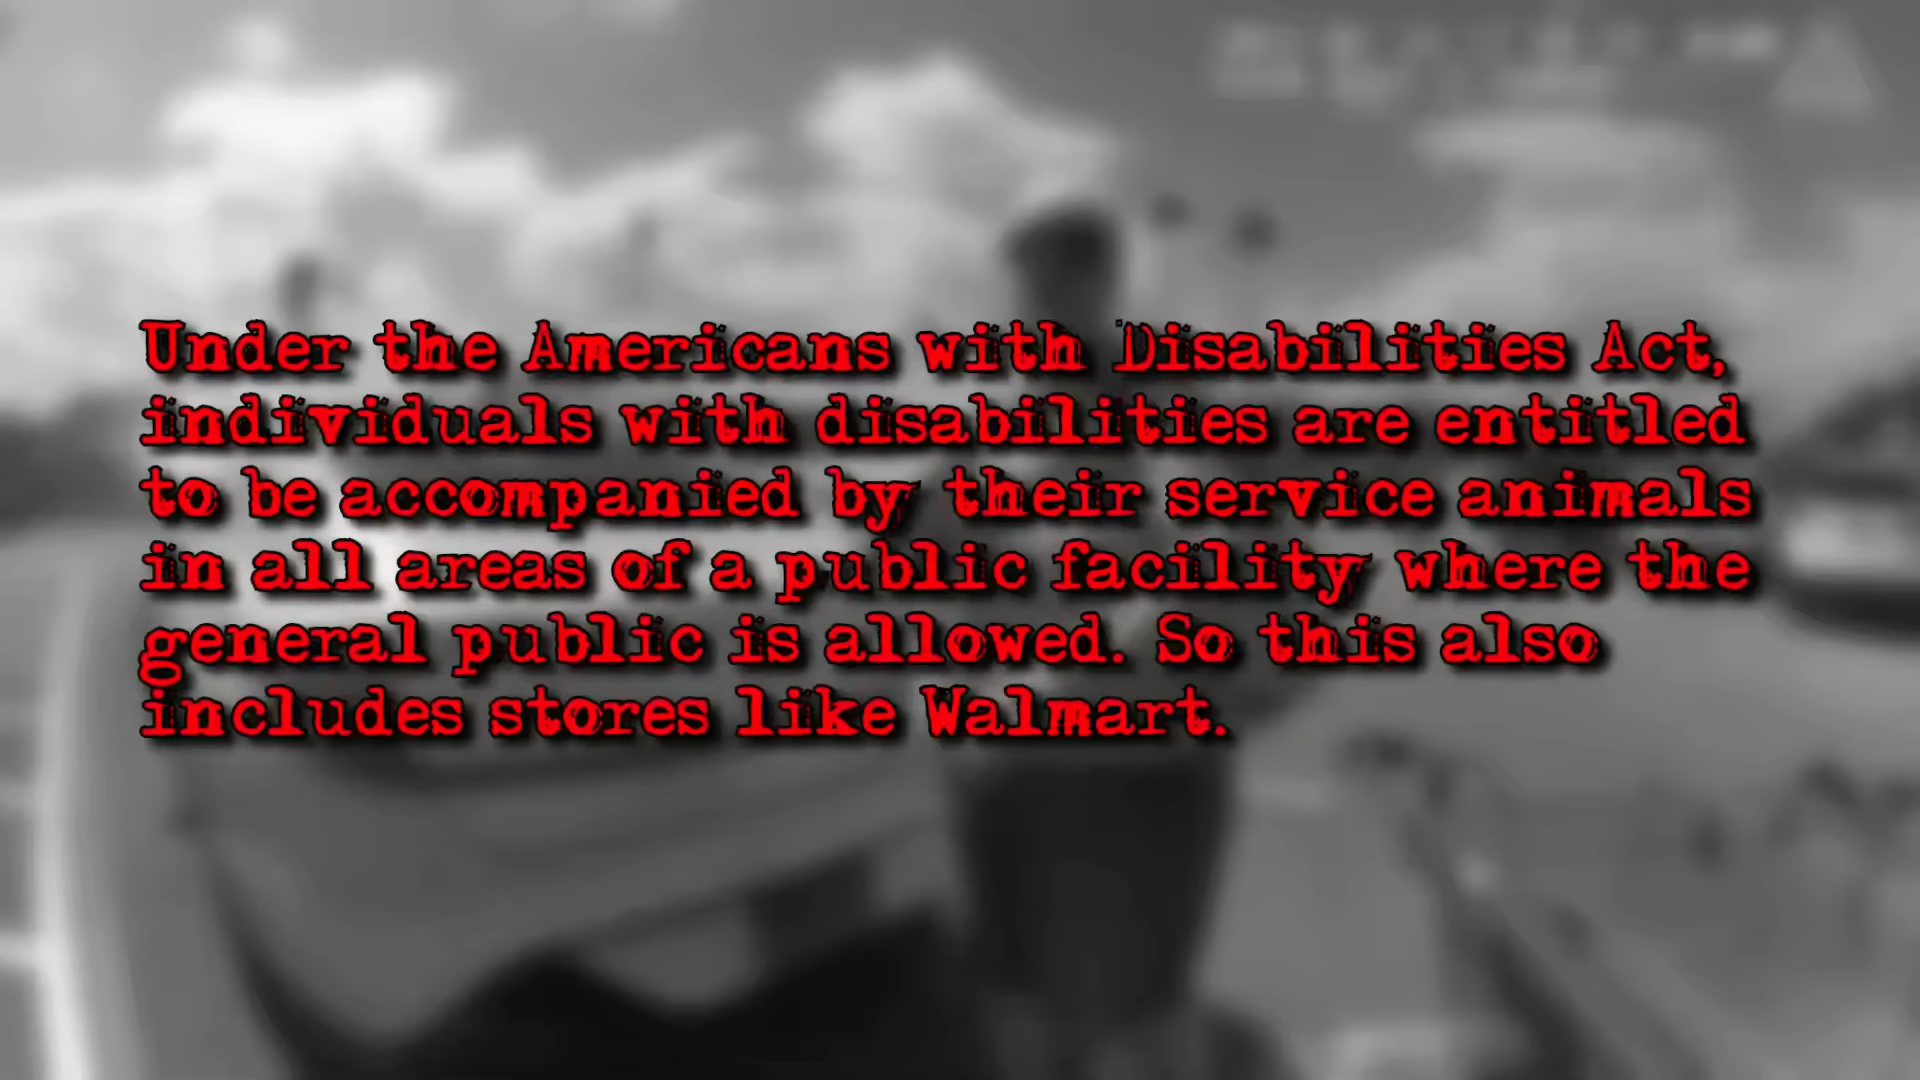 Under the Americans with Disabilities Act,
individuals with disabilities are entitled
to be accompanied by their service animals
in all areas of a public facility where the
general public is allowed. So this also
includes stores like Walmart.